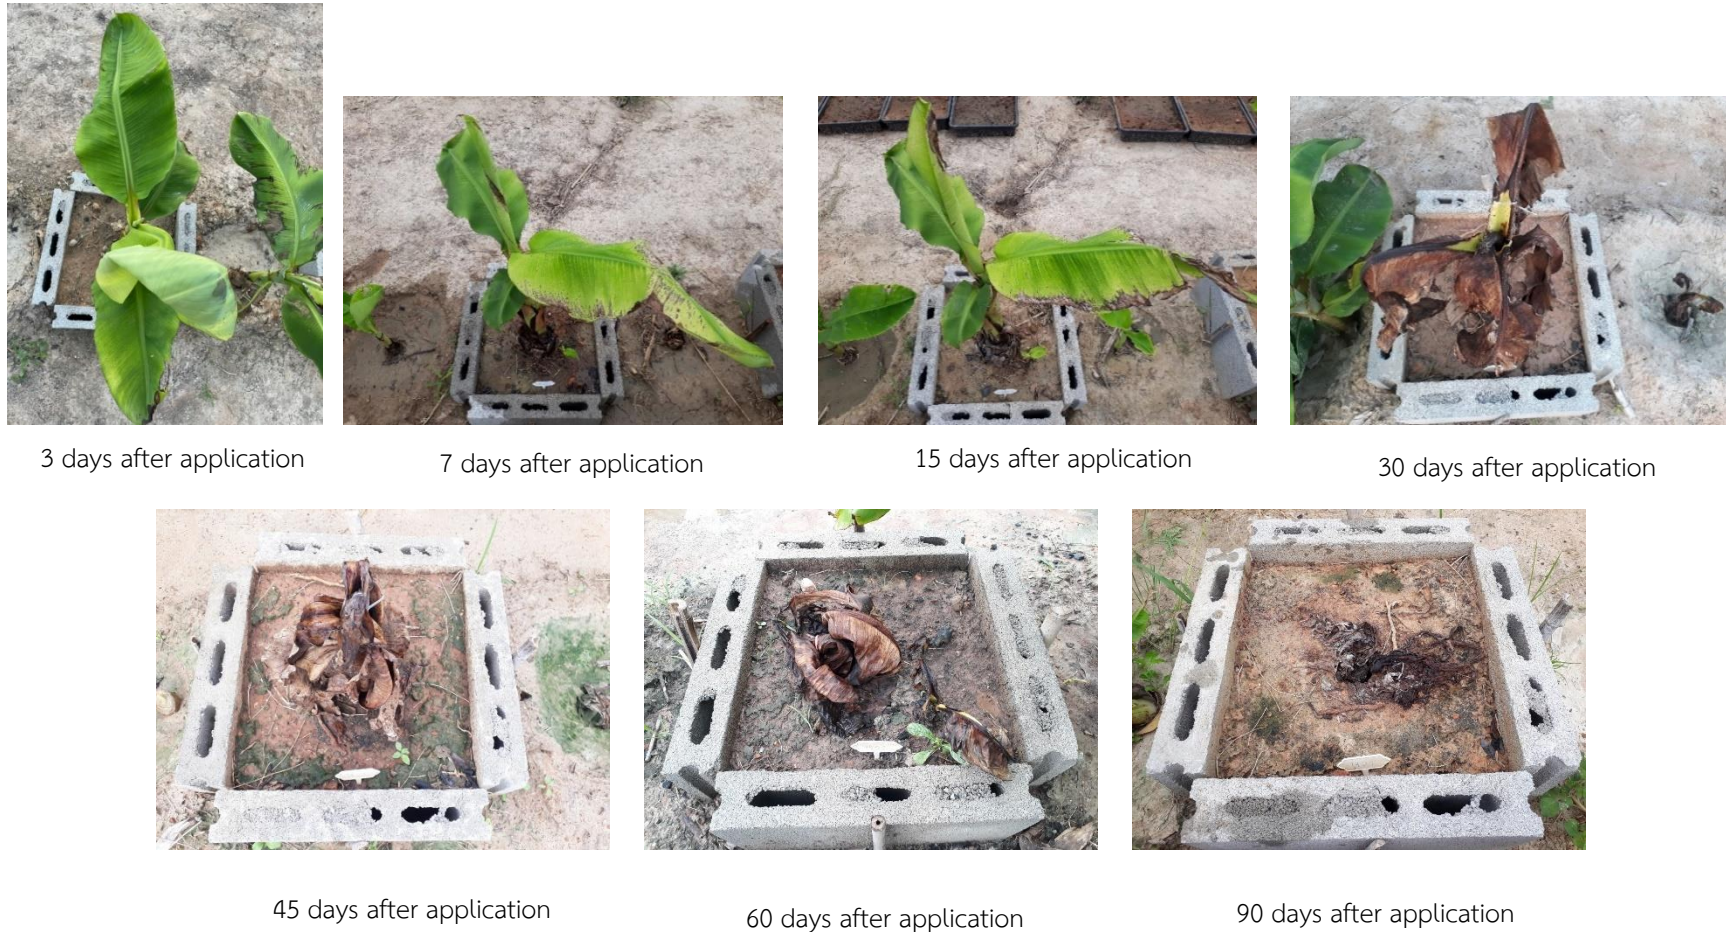 3 days after application
7 days after application
15 days after application
30 days after application
45 days after application
60 days after application
90 days after application